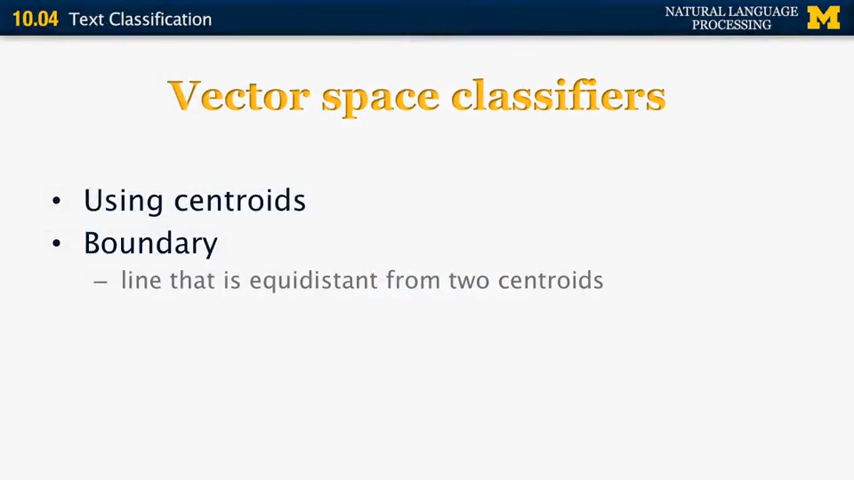 10.04 Text Classification
NATURAL LANGUAGE
PROCESSING
M
Vector space classifiers
• Using centroids
• Boundary
– line that is equidistant from two centroids